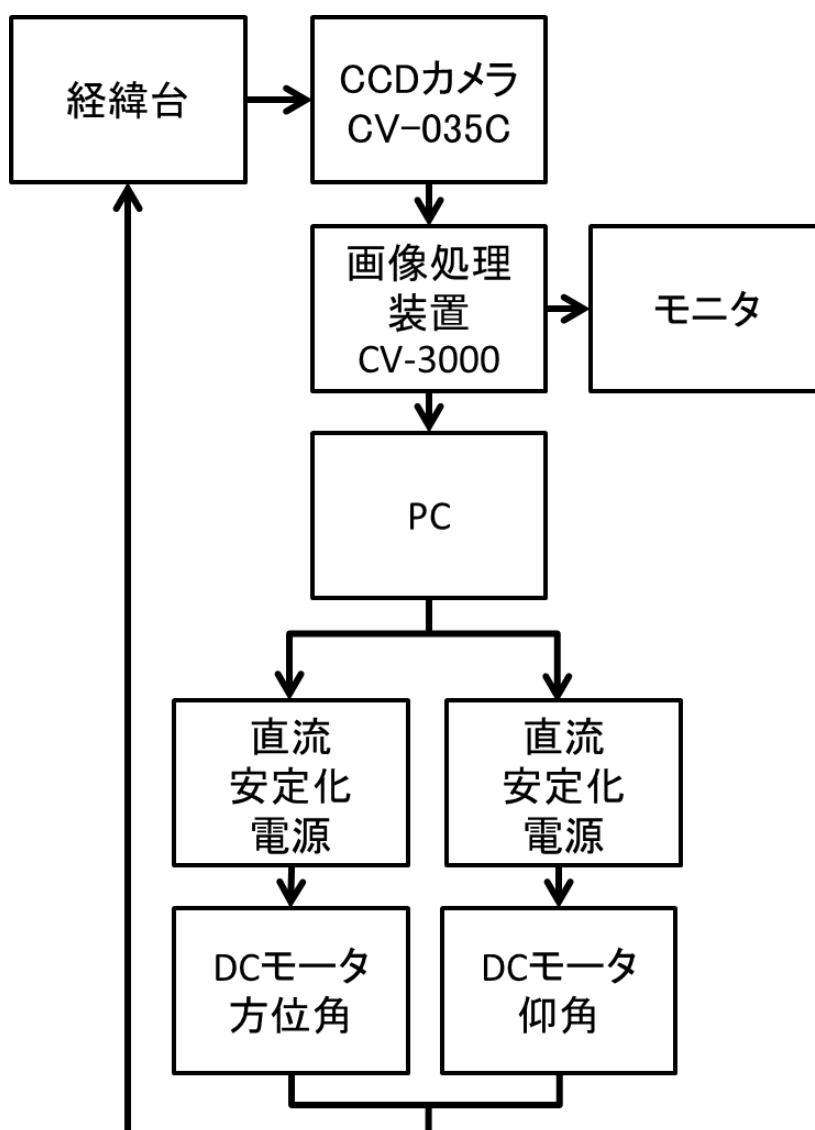 経緯台
CCDカメラ
CV-035C
画像処理
装置
CV-3000
モニタ
PC
直流
安定化
電源
直流
安定化
電源
DCモータ
方位角
DCモータ
仰角